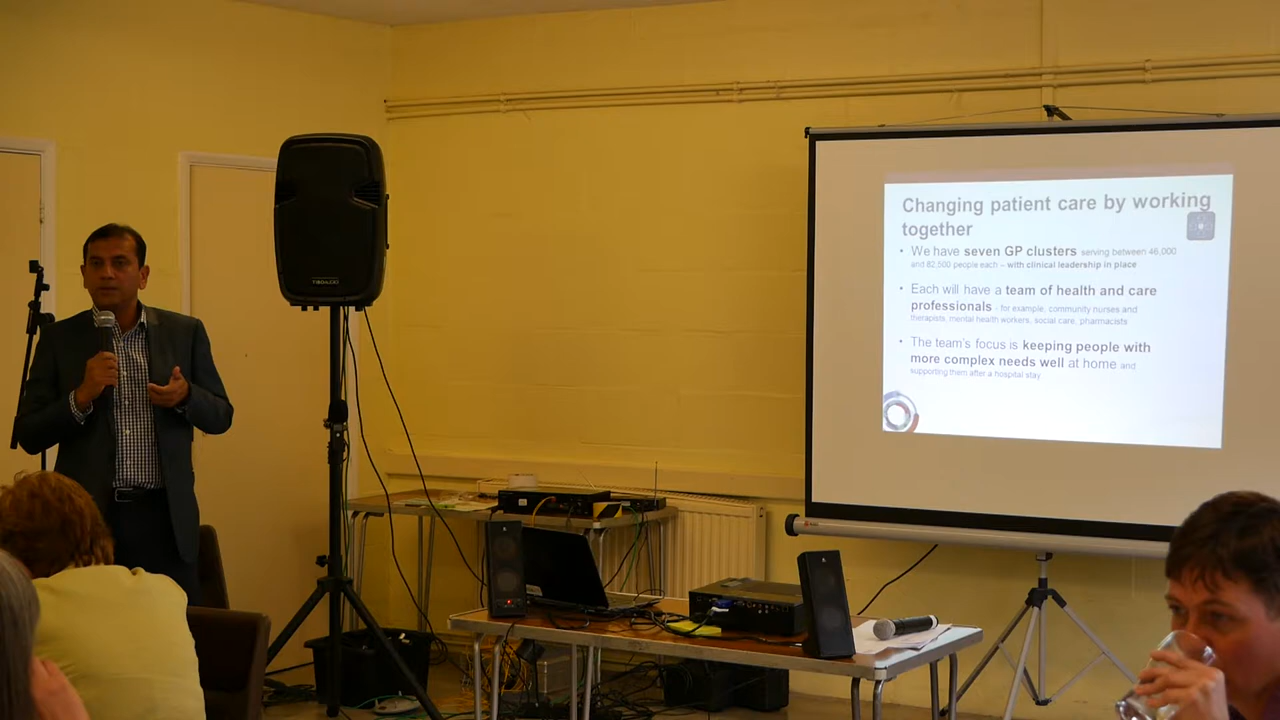 Changing patient care by working
together
• We have seven GP clusters serving between 46,000
and 82,500 people each – with clinical leadership in place
• Each will have a team of health and care
professionals - for example, community nurses and
therapists, mental health workers, social care, pharmacists
• The team's focus is keeping people with
more complex needs well at home and
supporting them after a hospital stay